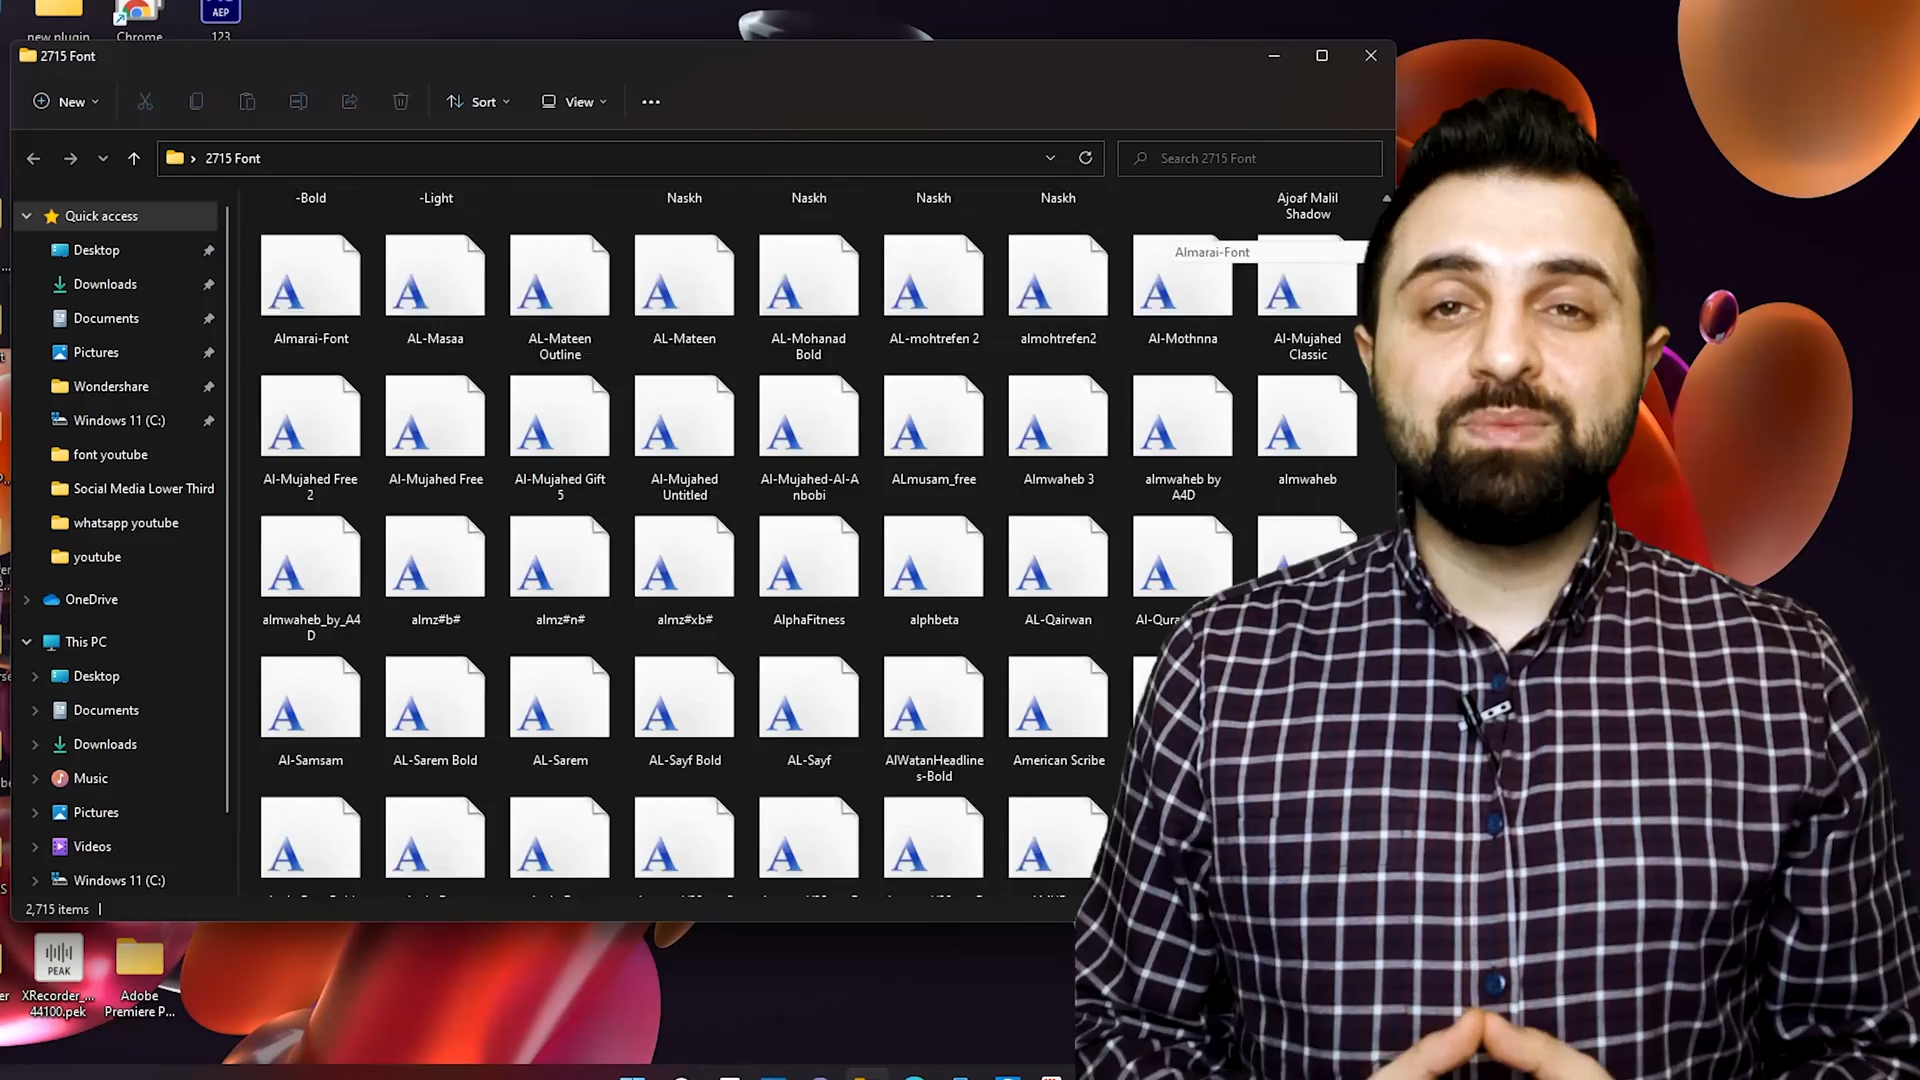 new plugin
Chrome
AEP
123
2715 Font
New
Sort
View
2715 Font
Search 2715 Font
Quick access
Desktop
Downloads
Documents
Pictures
Wondershare
Windows 11 (C:)
font youtube
Social Media Lower Third
whatsapp youtube
youtube
OneDrive
This PC
Desktop
Documents
Downloads
Music
Pictures
Videos
Windows 11 (C:)
-Bold
-Light
Naskh
Naskh
Naskh
Naskh
Ajoaf Malil
Shadow
Almarai-Font
Almarai-Font
AL-Masaa
AL-Mateen
Outline
AL-Mateen
AL-Mohanad
Bold
AL-mohtrefen 2
almohtrefen2
Al-Mothnna
Al-Mujahed
Classic
Al-Mujahed Free
2
Al-Mujahed Free
Al-Mujahed Gift
5
Al-Mujahed
Untitled
Al-Mujahed-Al-A
nbobi
ALmusam_free
Almwaheb 3
almwaheb by
A4D
almwaheb
almwaheb_by_A4
D
almz#b#
almz#n#
almz#xb#
AlphaFitness
alphbeta
AL-Qairwan
Al-Qura
Al-Samsam
AL-Sarem Bold
AL-Sarem
AL-Sayf Bold
AL-Sayf
AlWatanHeadline
s-Bold
American Scribe
2,715 items
PEAK
XRecorder_...
44100.pek
Adobe
Premiere P...